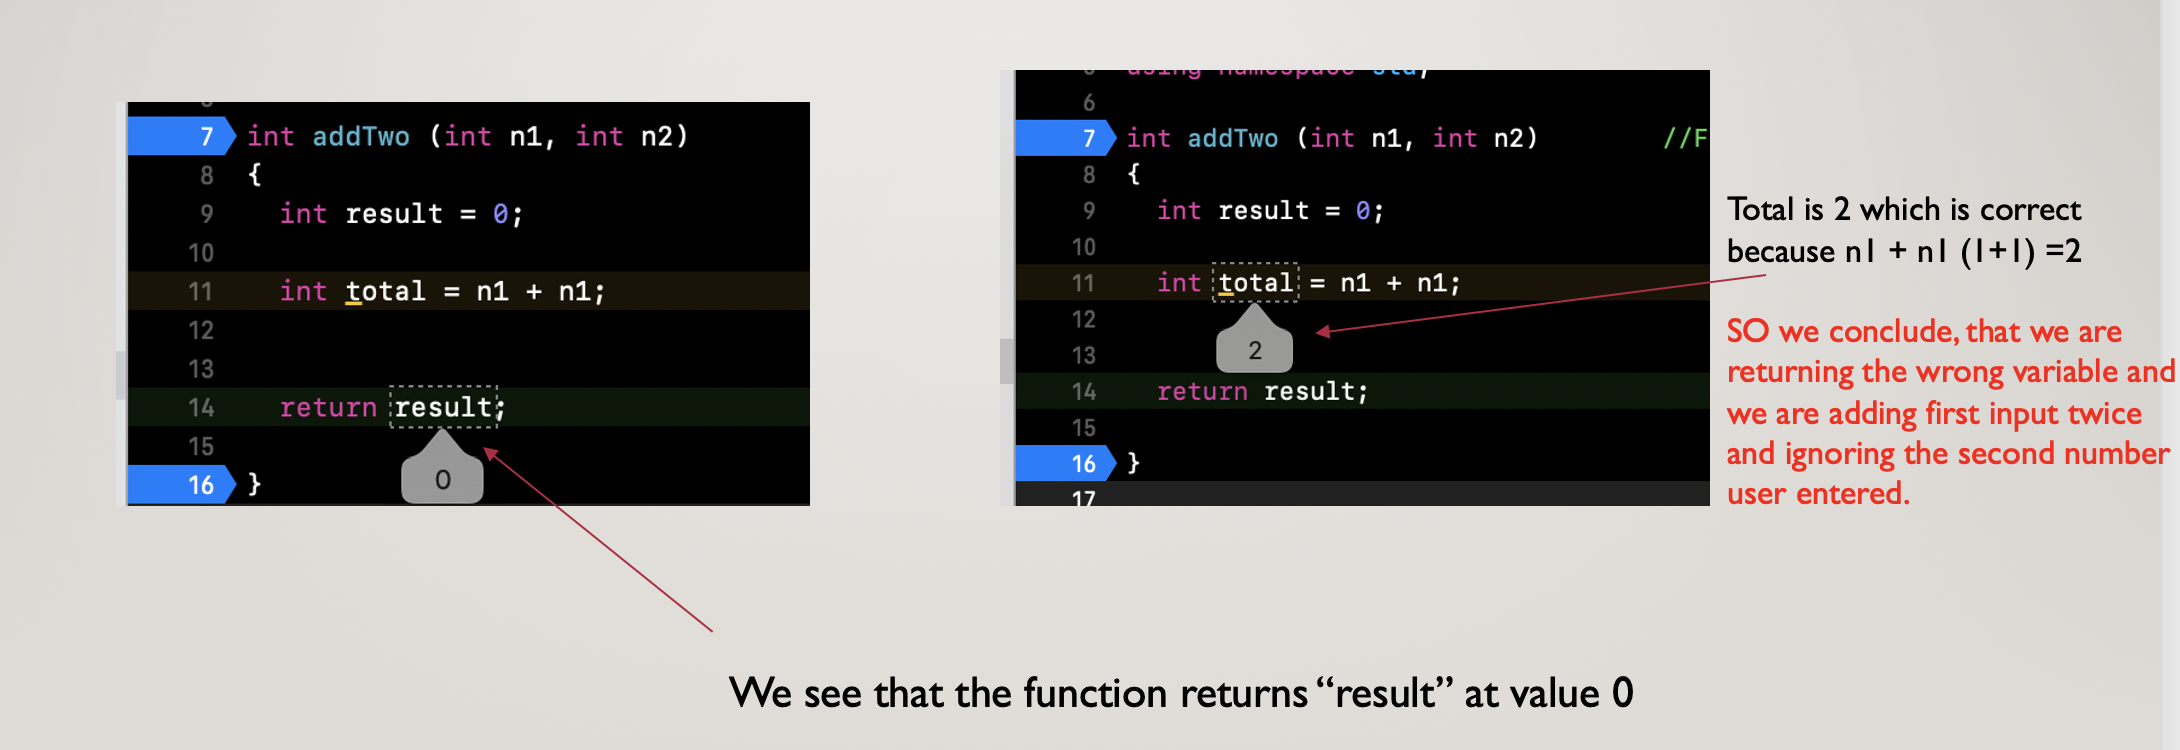 7 int addTwo (int n1, int n2)
8 {
9 int result = 0;
10
11 int total = n1 + n1;
12
13
14 return result;
0
15
16 }
using namespace std;
6
7 int addTwo (int n1, int n2) //F
8 {
9 int result = 0;
10
11 int total = n1 + n1;
12
2
13
14 return result;
15
16 }
17
Total is 2 which is correct
because n1 + n1 (1+1) =2
SO we conclude, that we are
returning the wrong variable and
we are adding first input twice
and ignoring the second number
user entered.
We see that the function returns “result” at value 0